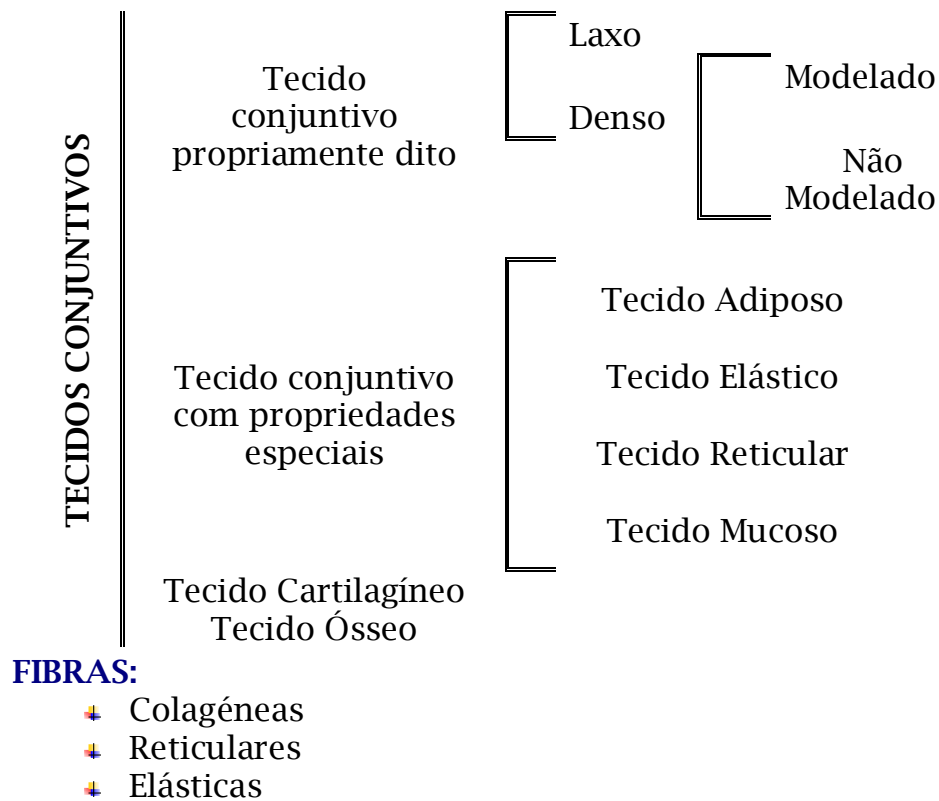 TECIDOS CONJUNTIVOS
Tecido
conjuntivo
propriamente dito
Laxo
Denso
Modelado
Não
Modelado
Tecido conjuntivo
com propriedades
especiais
Tecido Adiposo
Tecido Elástico
Tecido Reticular
Tecido Mucoso
Tecido Cartilagíneo
Tecido Ósseo
FIBRAS:
Colagéneas
Reticulares
Elásticas